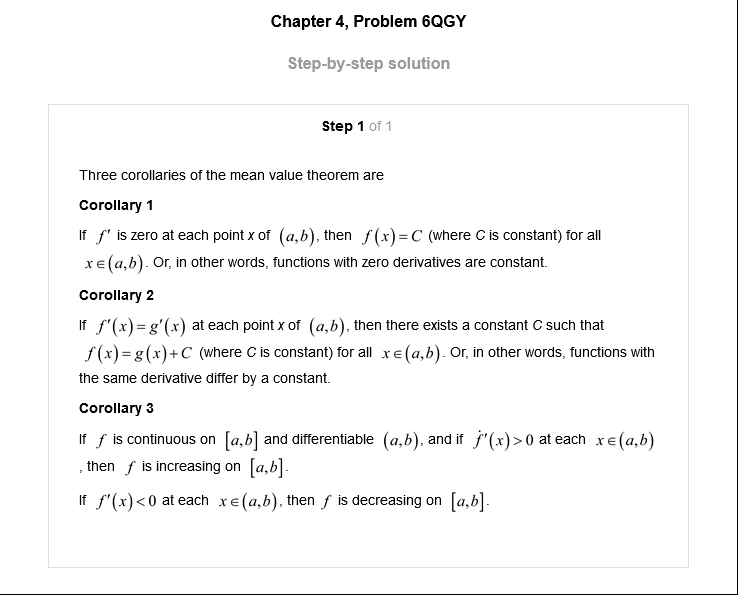 Chapter 4, Problem 6QGY
Step-by-step solution
Step 1 of 1
Three corollaries of the mean value theorem are
Corollary 1
If f' is zero at each point x of (a,b), then f(x)=C (where C is constant) for all
x∈(a,b). Or, in other words, functions with zero derivatives are constant.
Corollary 2
If f'(x)=g'(x) at each point x of (a,b), then there exists a constant C such that
f(x)=g(x)+C (where C is constant) for all x∈(a,b). Or, in other words, functions with
the same derivative differ by a constant.
Corollary 3
If f is continuous on [a,b] and differentiable (a,b), and if ḟ'(x)>0 at each x∈(a,b)
, then f is increasing on [a,b].
If f'(x)<0 at each x∈(a,b), then f is decreasing on [a,b].